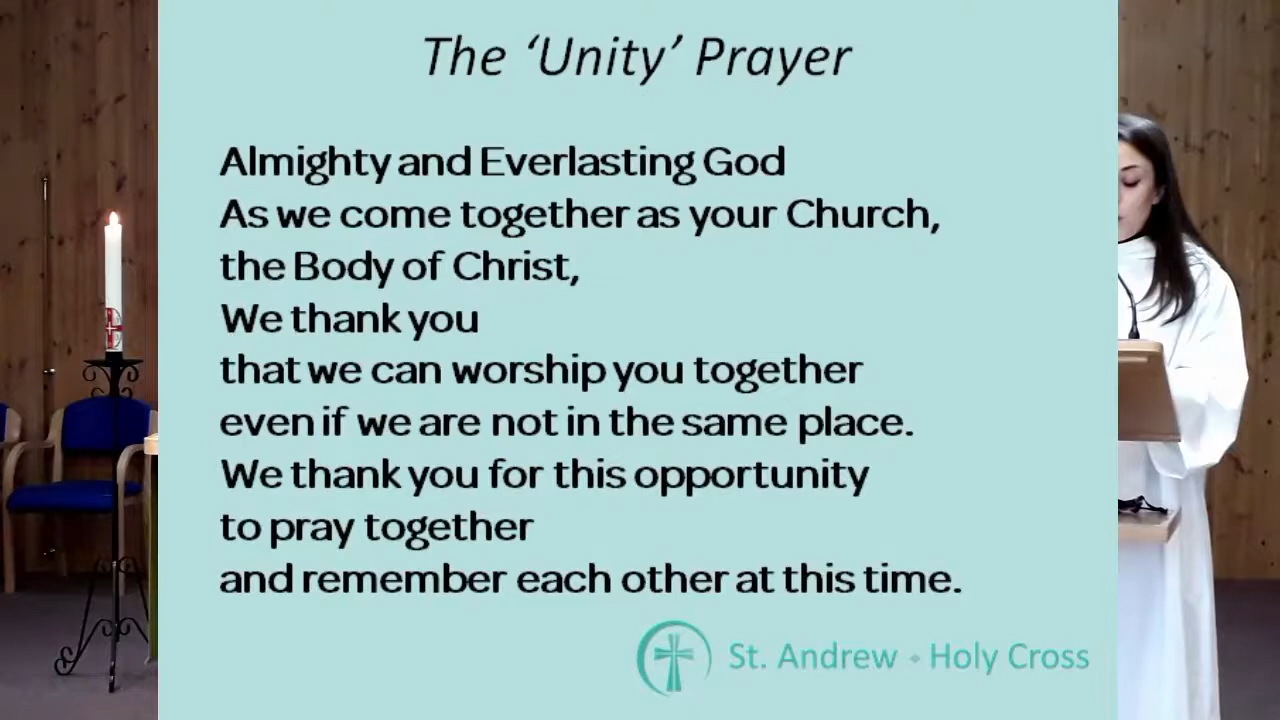 The ‘Unity’ Prayer
Almighty and Everlasting God
As we come together as your Church,
the Body of Christ,
We thank you
that we can worship you together
even if we are not in the same place.
We thank you for this opportunity
to pray together
and remember each other at this time.
St. Andrew • Holy Cross